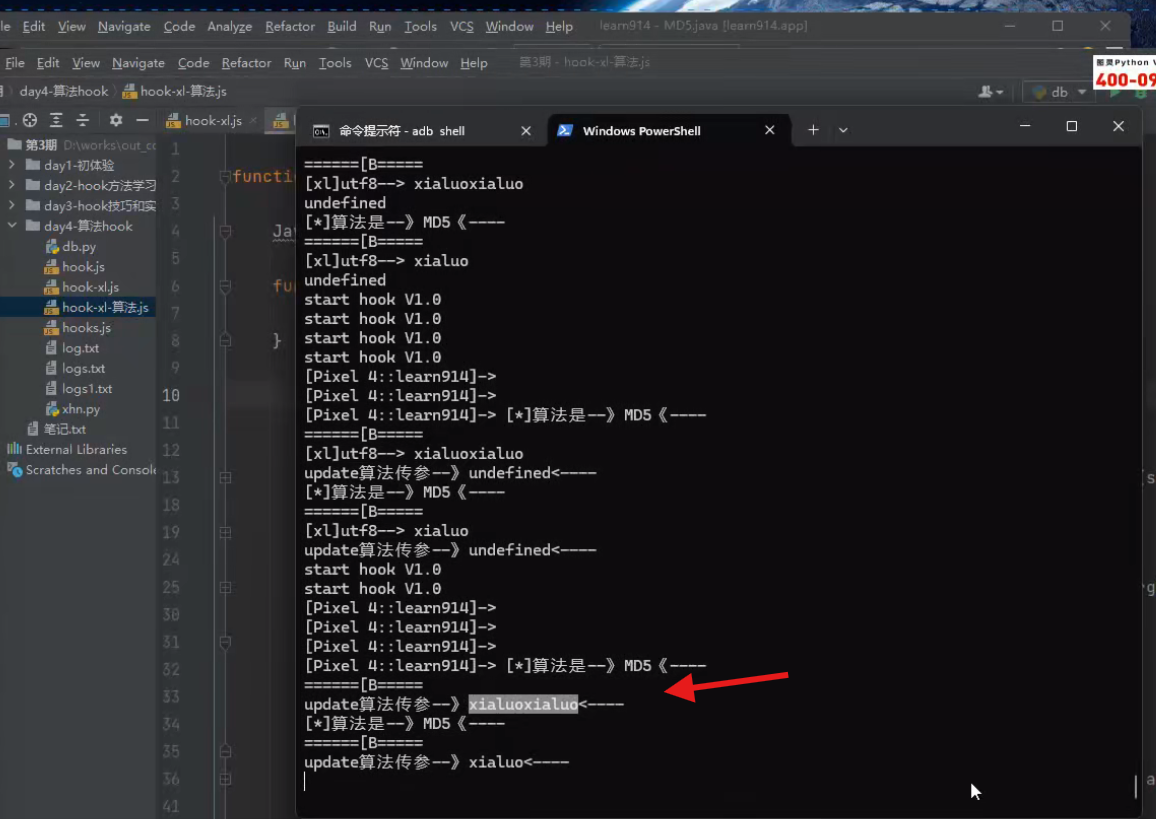 le Edit View Navigate Code Analyze Refactor Build Run Tools VCS Window Help learn914 - MD5.java [learn914.app]
File Edit View Navigate Code Refactor Run Tools VCS Window Help 第3期 - hook-xl-算法.js
图灵Python V
400-09
day4-算法hook hook-xl-算法.js
db
hook-xl.js
命令提示符 - adb shell
Windows PowerShell
第3期 D:\works\out_co
day1-初体验
day2-hook方法学习
day3-hook技巧和实
day4-算法hook
db.py
hook.js
hook-xl.js
hook-xl-算法.js
hooks.js
log.txt
logs.txt
logs1.txt
xhn.py
笔记.txt
External Libraries
Scratches and Console
1
2 functi
3
4 Ja
5
6 fu
7
8 }
9
10
11
12
13
18
19
24
25
30
31
32
33
34
35
36
41
======[B=====
[xl]utf8--> xialuoxialuo
undefined
[*]算法是--》MD5《----
======[B=====
[xl]utf8--> xialuo
undefined
start hook V1.0
start hook V1.0
start hook V1.0
start hook V1.0
[Pixel 4::learn914]->
[Pixel 4::learn914]->
[Pixel 4::learn914]-> [*]算法是--》MD5《----
======[B=====
[xl]utf8--> xialuoxialuo
update算法传参--》undefined<----
[*]算法是--》MD5《----
======[B=====
[xl]utf8--> xialuo
update算法传参--》undefined<----
start hook V1.0
start hook V1.0
[Pixel 4::learn914]->
[Pixel 4::learn914]->
[Pixel 4::learn914]->
[Pixel 4::learn914]-> [*]算法是--》MD5《----
======[B=====
update算法传参--》xialuoxialuo<----
[*]算法是--》MD5《----
======[B=====
update算法传参--》xialuo<----